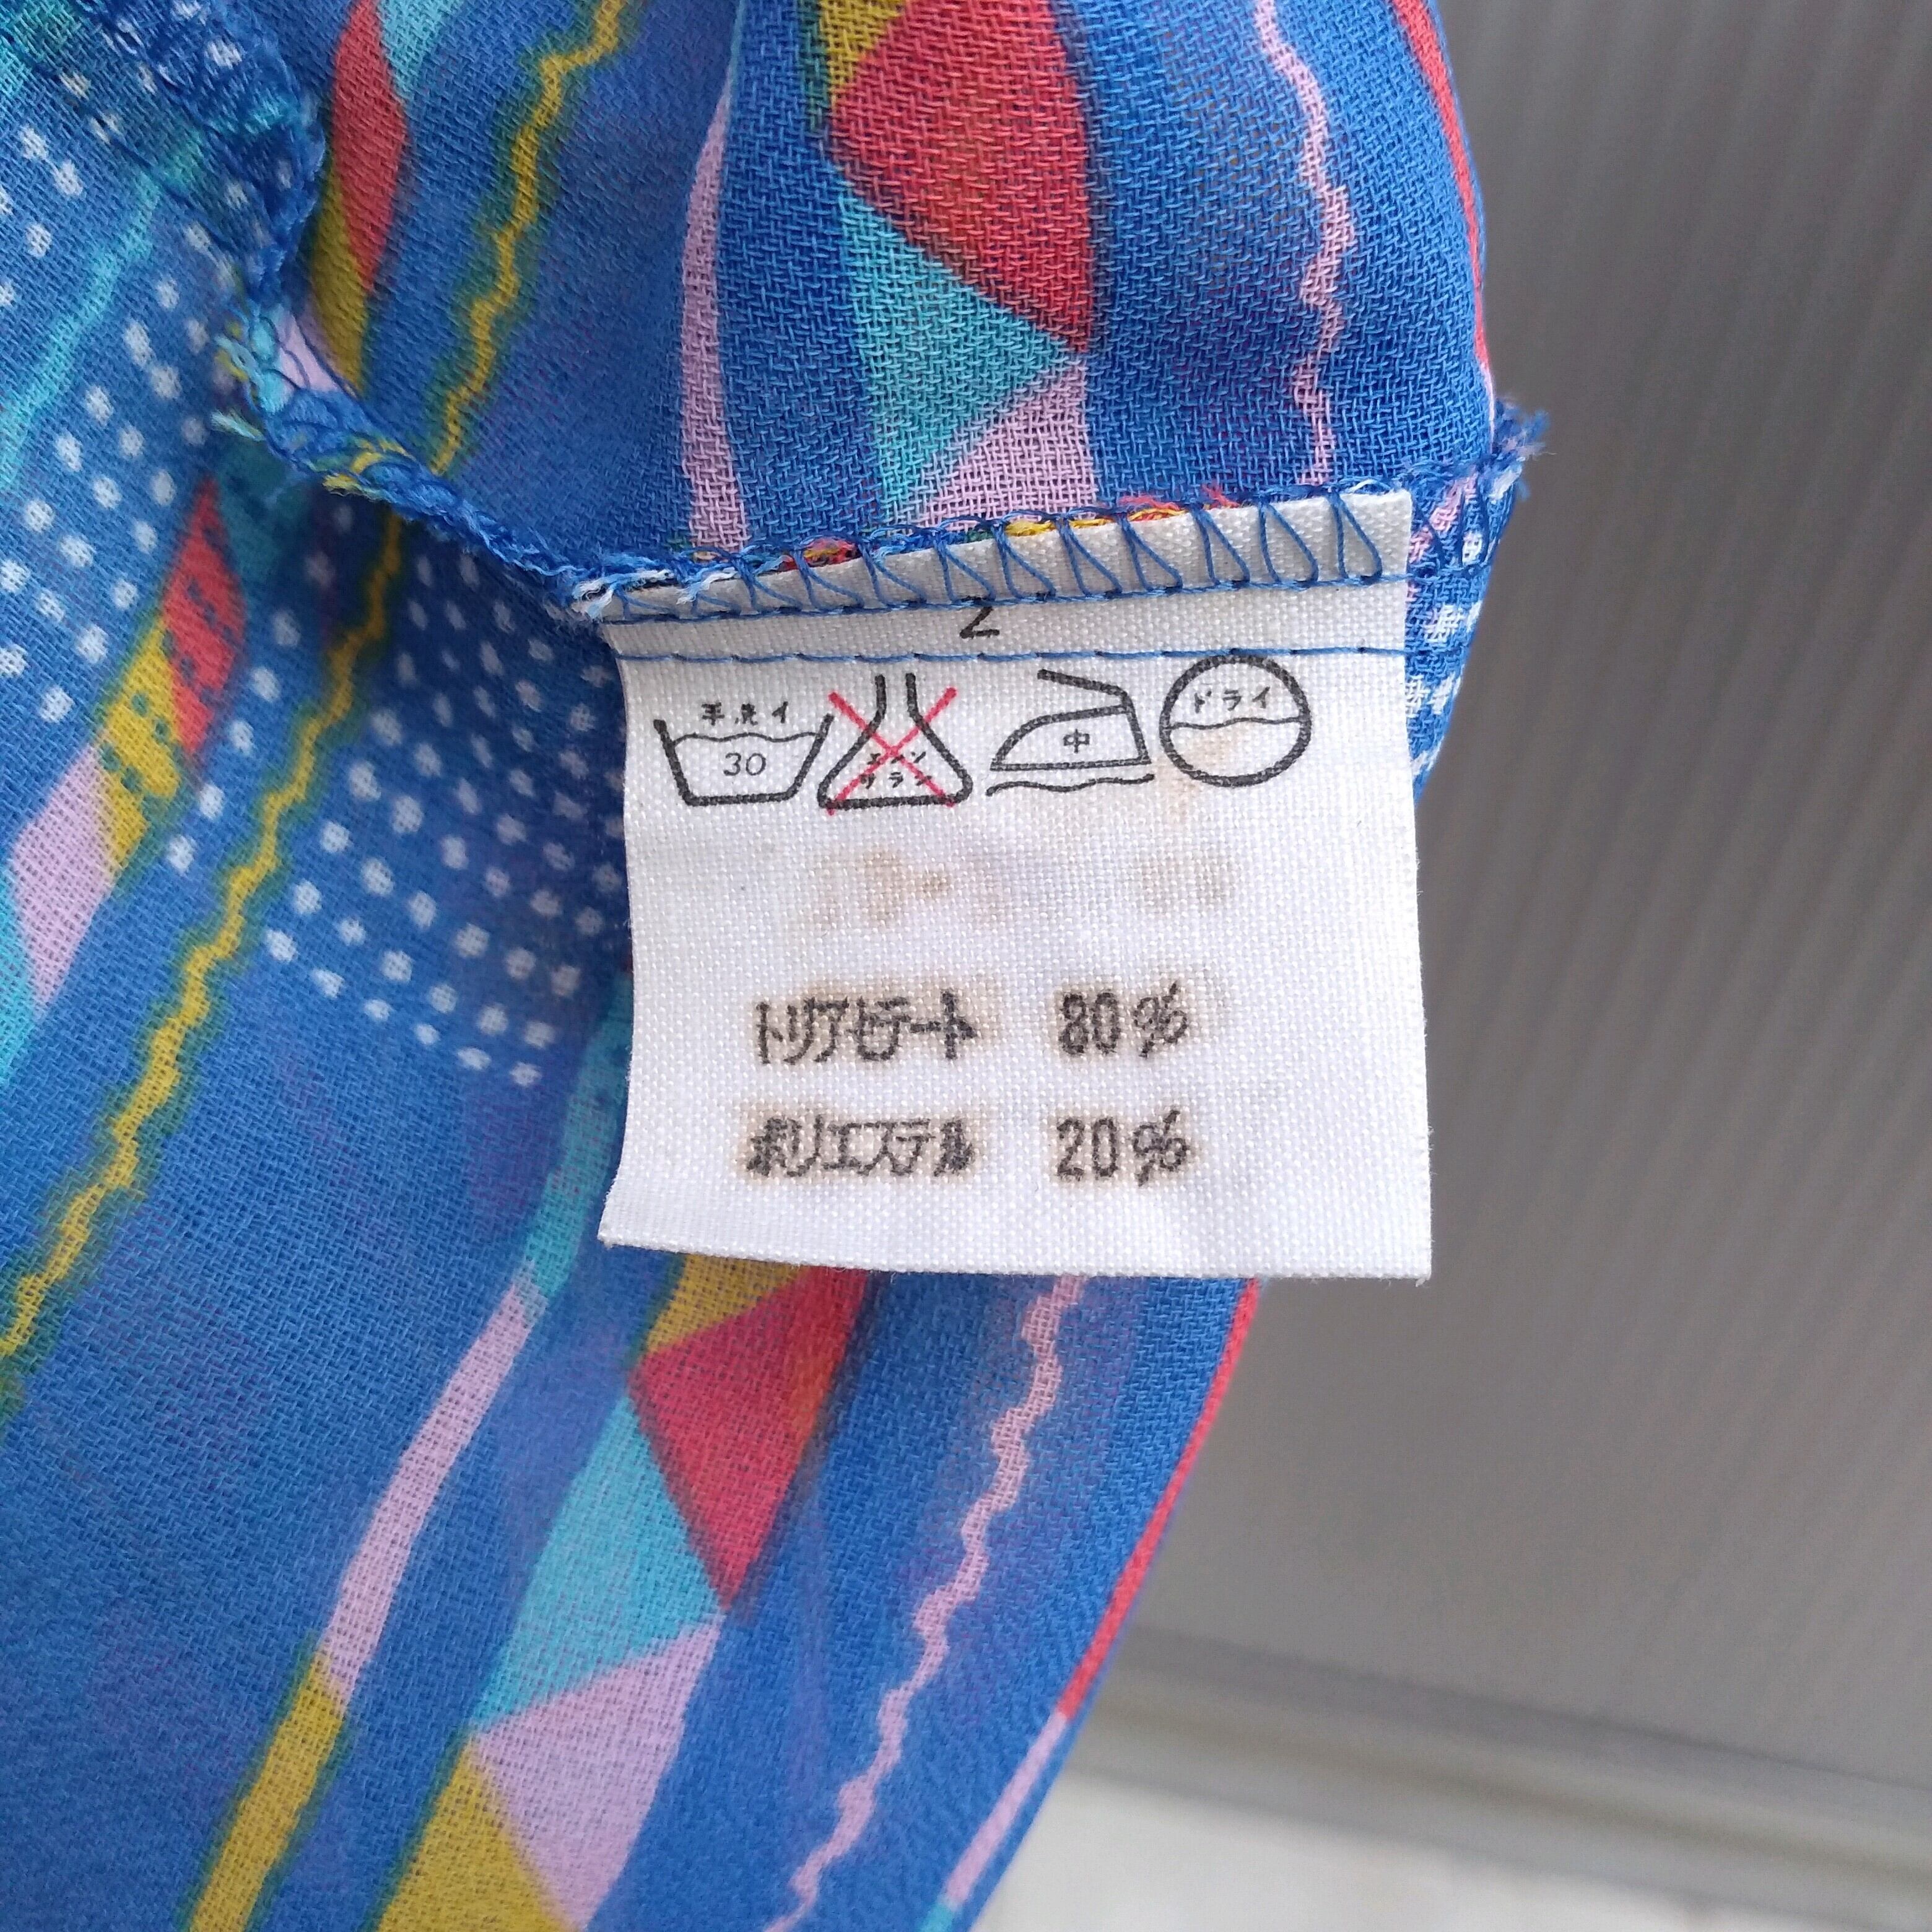 2
手洗イ
30
エンソ
サラシ
中
ドライ
トリアセテート 80%
ポリエステル 20%